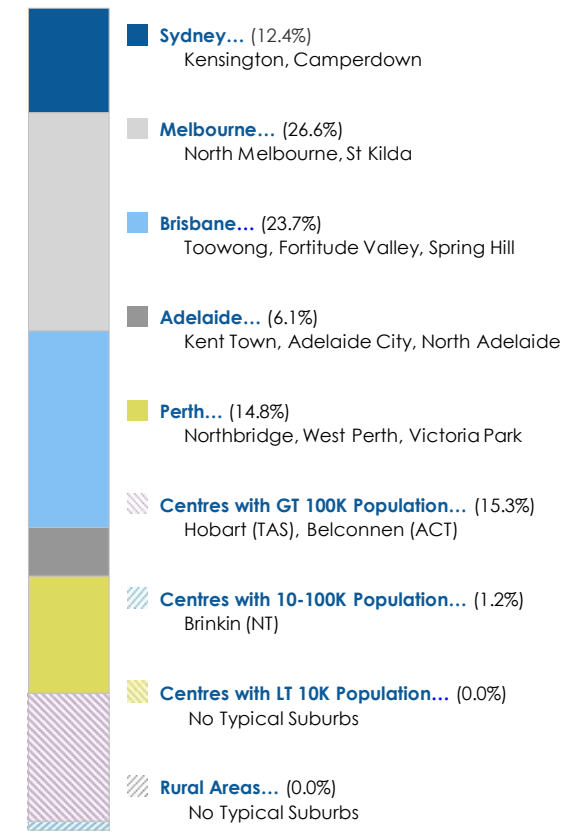 Sydney… (12.4%)
Kensington, Camperdown
Melbourne… (26.6%)
North Melbourne, St Kilda
Brisbane… (23.7%)
Toowong, Fortitude Valley, Spring Hill
Adelaide… (6.1%)
Kent Town, Adelaide City, North Adelaide
Perth… (14.8%)
Northbridge, West Perth, Victoria Park
Centres with GT 100K Population… (15.3%)
Hobart (TAS), Belconnen (ACT)
Centres with 10-100K Population… (1.2%)
Brinkin (NT)
Centres with LT 10K Population… (0.0%)
No Typical Suburbs
Rural Areas… (0.0%)
No Typical Suburbs